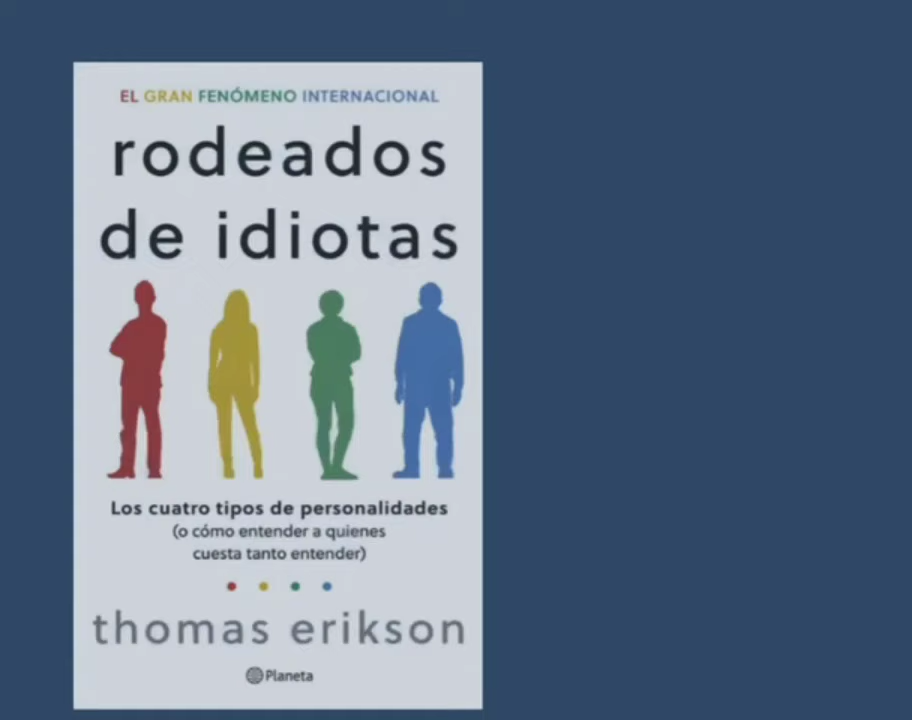 EL GRAN FENÓMENO INTERNACIONAL
rodeados
de idiotas
Los cuatro tipos de personalidades
(o cómo entender a quienes
cuesta tanto entender)
thomas erikson
Planeta